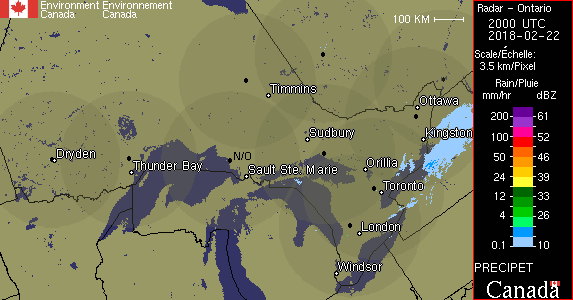 Environment Environnement
Canada Canada
100 KM
Radar - Ontario
2000 UTC
2018-02-22
Scale/Échelle:
3.5 km/Pixel
Rain/Pluie
mm/hr dBZ
200 61
100 52
50 46
24 39
12 33
4 26
0.1 10
PRECIPET
Canada
Timmins
Ottawa
Sudbury
Kingston
Dryden
Thunder Bay
N/O
Sault Ste. Marie
Orillia
Toronto
London
Windsor